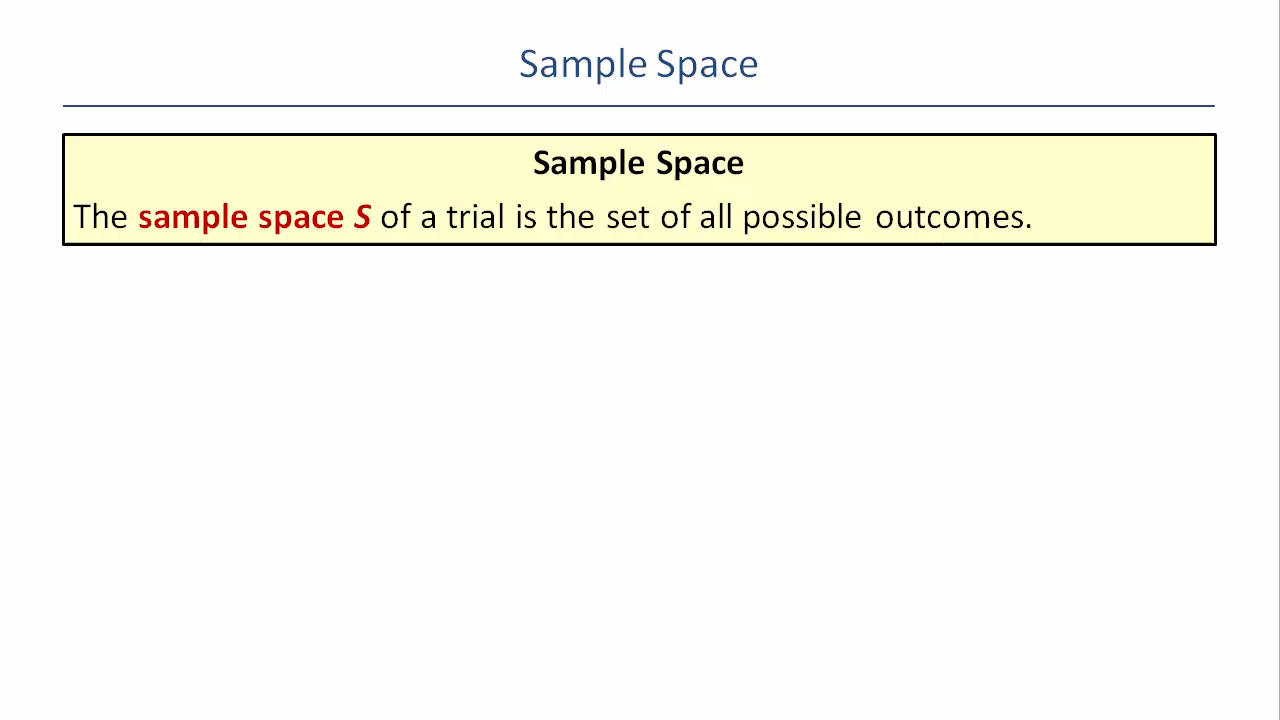 Sample Space
Sample Space
The sample space S of a trial is the set of all possible outcomes.